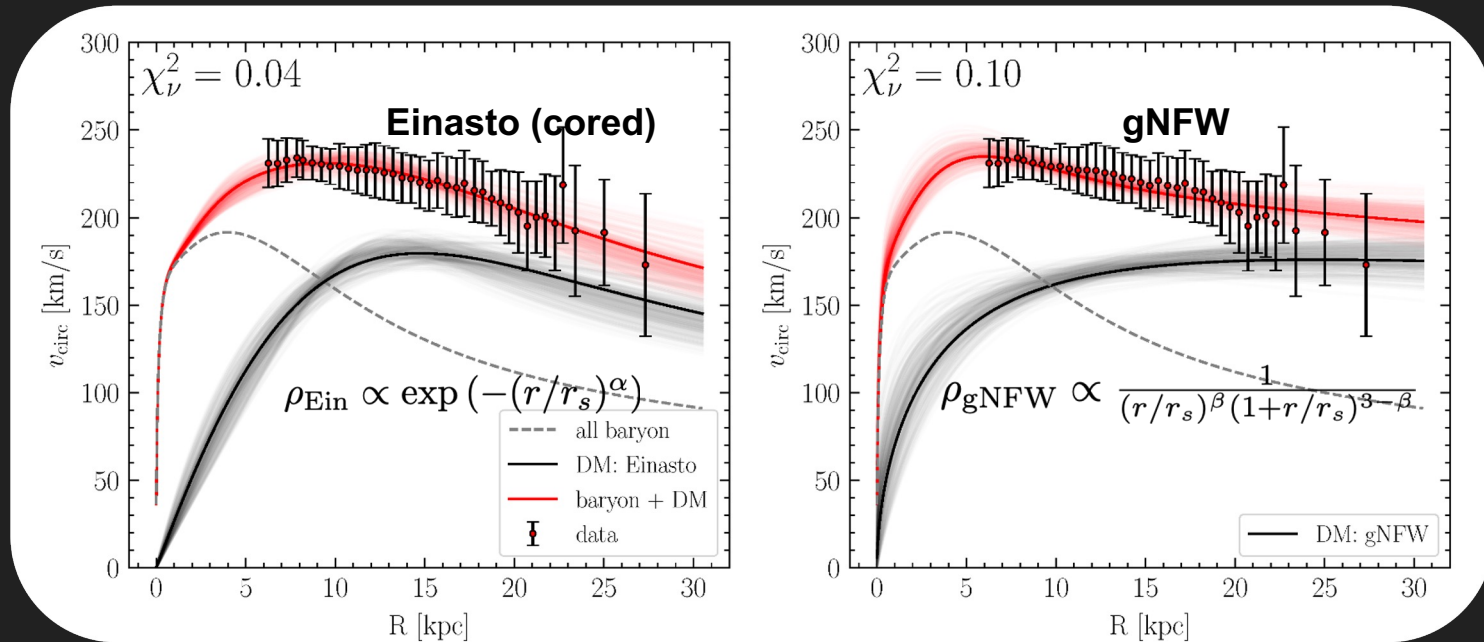 χ²_ν = 0.04
Einasto (cored)
ρ_Ein ∝ exp (−(r/r_s)^α)
all baryon
DM: Einasto
baryon + DM
data
v_circ [km/s]
300
250
200
150
100
50
0
0 5 10 15 20 25 30
R [kpc]
χ²_ν = 0.10
gNFW
ρ_gNFW ∝ 1 / ((r/r_s)^β (1+r/r_s)^{3−β})
DM: gNFW
v_circ [km/s]
300
250
200
150
100
50
0
0 5 10 15 20 25 30
R [kpc]